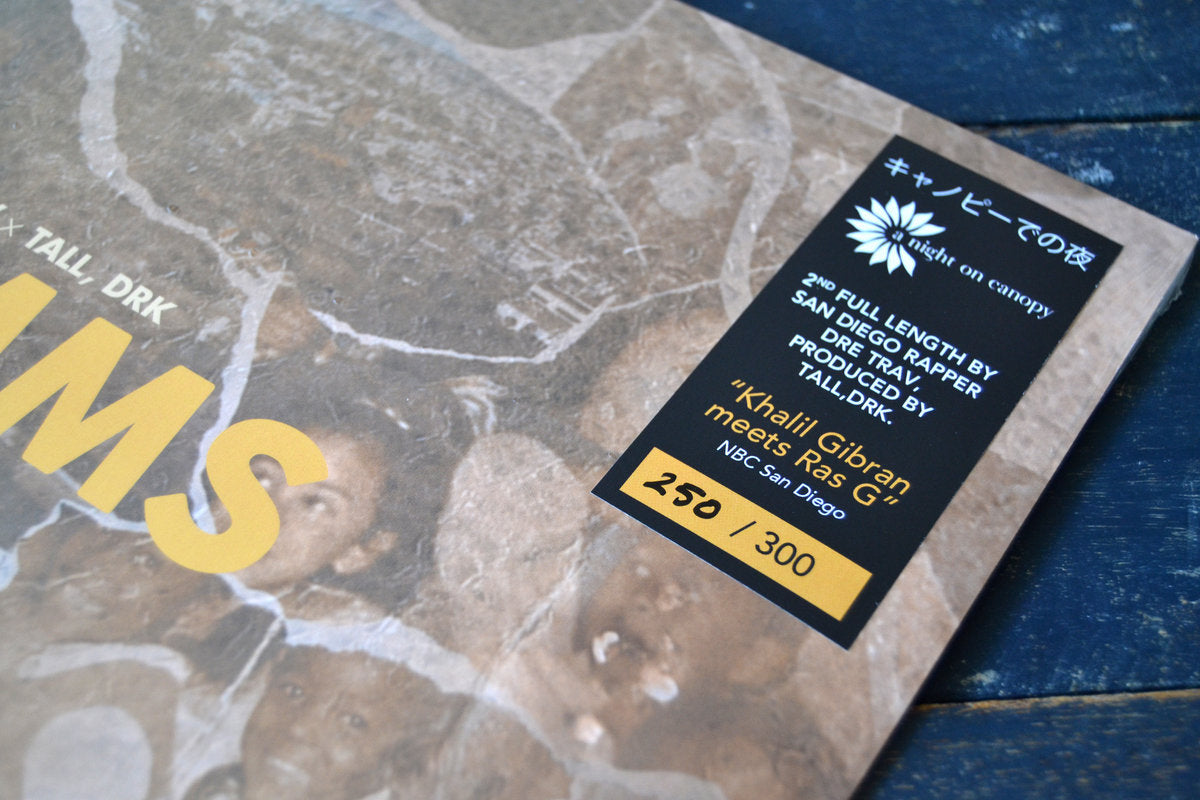 × TALL, DRK
MS
キャノピーでの夜
a night on canopy
2ND FULL LENGTH BY
SAN DIEGO RAPPER
DRE TRAV.
PRODUCED BY
TALL,DRK.
“Khalil Gibran
meets Ras G”
NBC San Diego
250 / 300